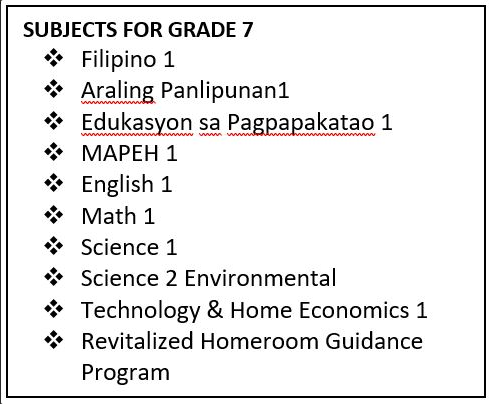 SUBJECTS FOR GRADE 7
❖ Filipino 1
❖ Araling Panlipunan1
❖ Edukasyon sa Pagpapakatao 1
❖ MAPEH 1
❖ English 1
❖ Math 1
❖ Science 1
❖ Science 2 Environmental
❖ Technology & Home Economics 1
❖ Revitalized Homeroom Guidance
Program